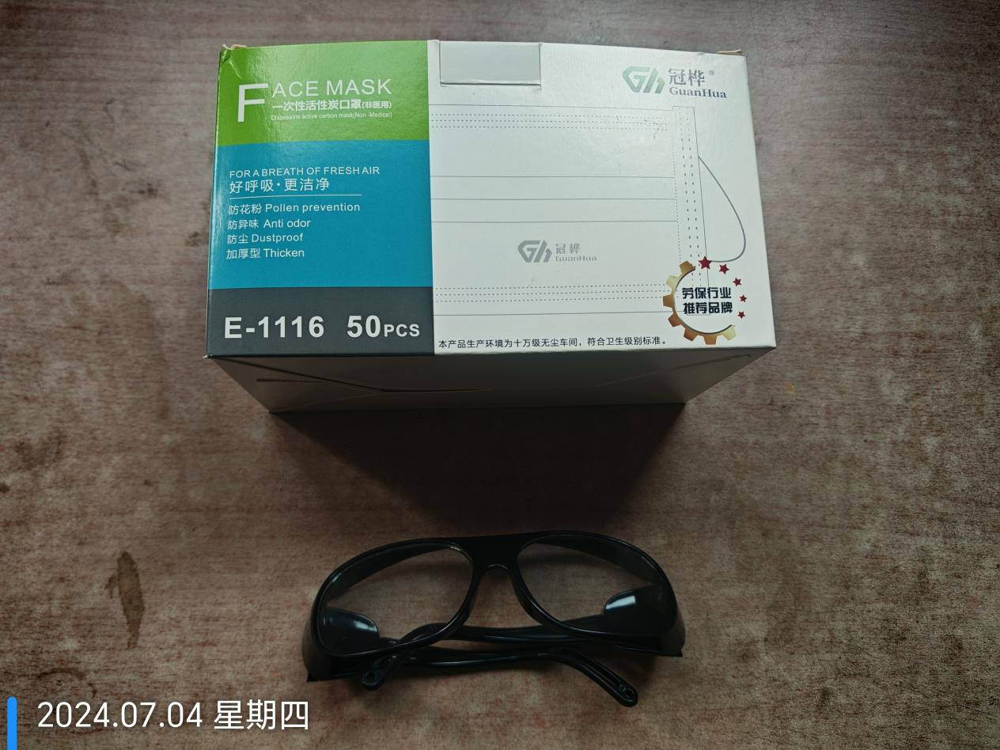 FACE MASK
一次性活性炭口罩(非医用)
Disposable active carbon mask(Non -Medical)
FOR A BREATH OF FRESH AIR
好呼吸·更洁净
防花粉 Pollen prevention
防异味 Anti odor
防尘 Dustproof
加厚型 Thicken
E-1116 50PCS
Gh 冠桦®
GuanHua
Gh 冠桦
GuanHua
劳保行业
推荐品牌
本产品生产环境为十万级无尘车间，符合卫生级别标准。
2024.07.04 星期四